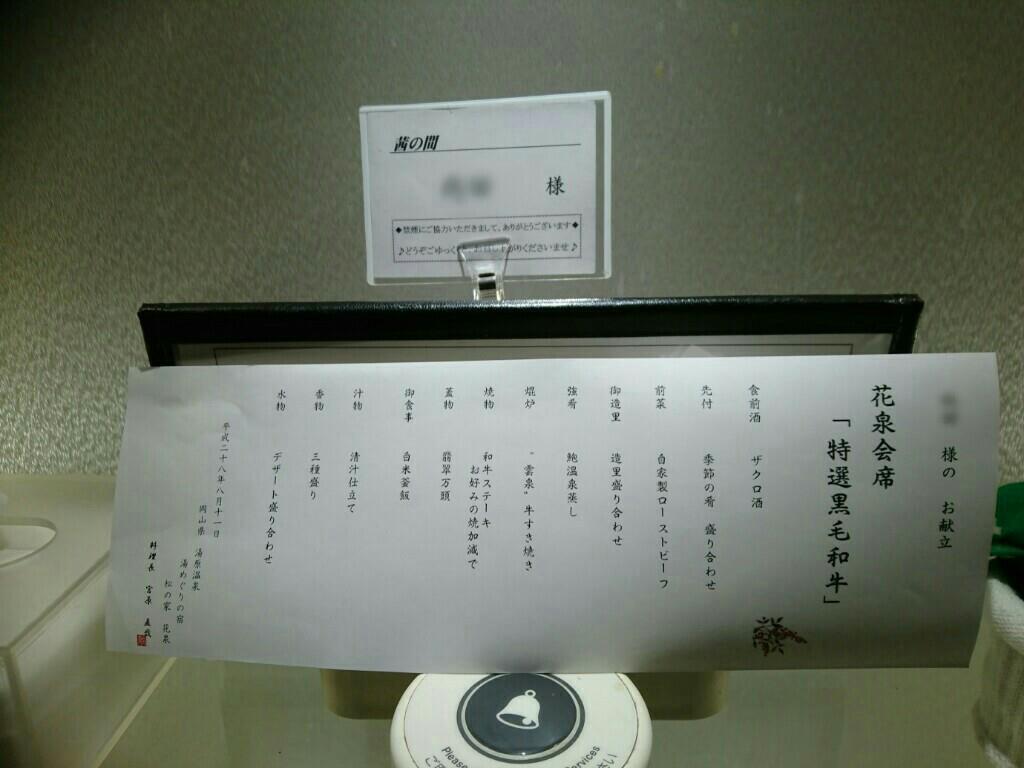 茜の間
様
◆禁煙にご協力いただきまして、ありがとうございます◆
♪どうぞごゆっくり がりくださいませ♪
様の お献立
花泉会席
「特選黒毛和牛」
食前酒 ザクロ酒
先付 季節の肴 盛り合わせ
前菜 自家製ローストビーフ
御造里 造里盛り合わせ
強肴 鮑温泉蒸し
焜炉 "雲泉"牛すき焼き
焼物 和牛ステーキ
お好みの焼加減で
蓋物 翡翠万頭
御食事 白米釜飯
汁物 清汁仕立て
香物 三種盛り
水物 デザート盛り合わせ
平成二十八年八月十一日
岡山県 湯原温泉
湯めぐりの宿
松の家 花泉
料理長 宮原
Please
rvices